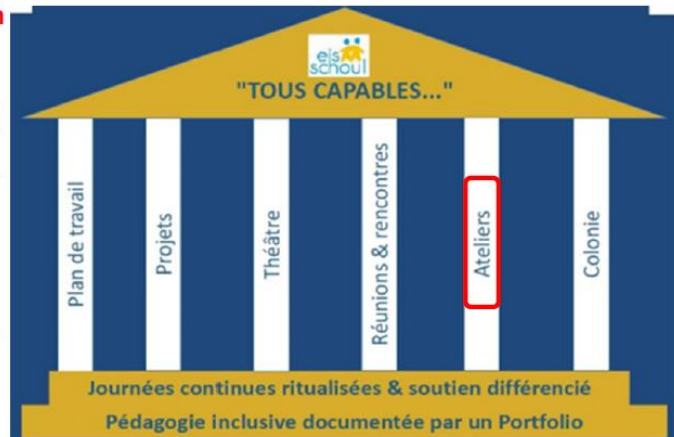 eis
schoul
"TOUS CAPABLES..."
Plan de travail
Projets
Théâtre
Réunions & rencontres
Ateliers
Colonie
Journées continues ritualisées & soutien différencié
Pédagogie inclusive documentée par un Portfolio